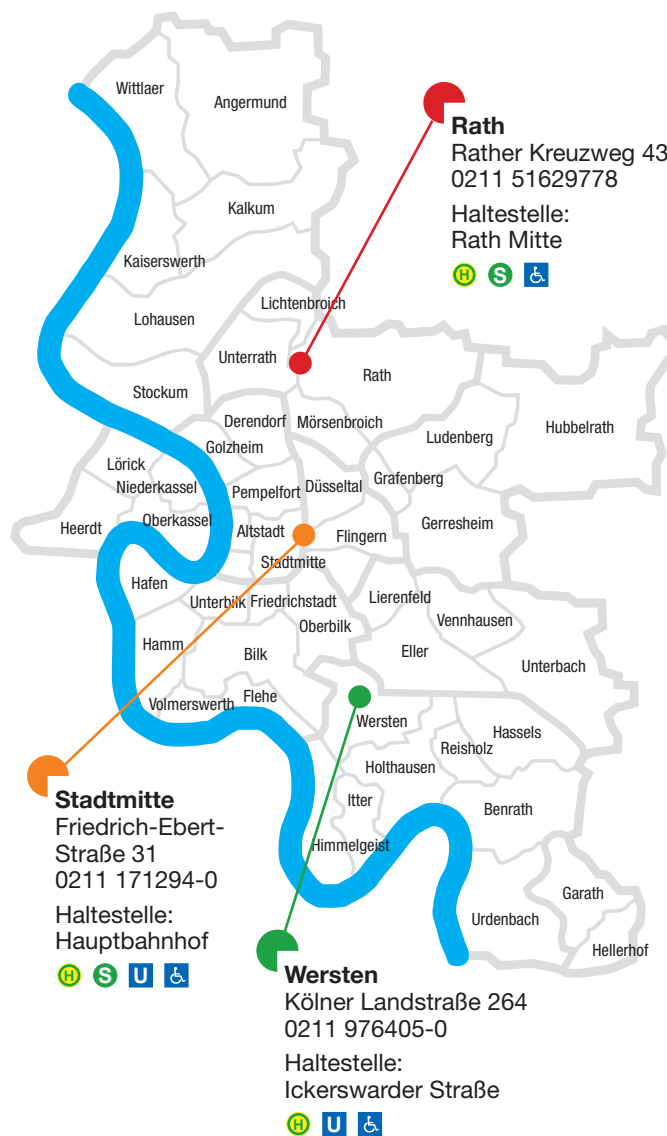 Wittlaer
Angermund
Rath
Rather Kreuzweg 43
0211 51629778
Haltestelle:
Rath Mitte
H S
Kalkum
Kaiserswerth
Lichtenbroich
Lohausen
Unterrath
Rath
Stockum
Derendorf
Mörsenbroich
Hubbelrath
Ludenberg
Golzheim
Lörick
Grafenberg
Niederkassel
Pempelfort
Düsseltal
Oberkassel
Heerdt
Altstadt
Flingern
Gerresheim
Stadtmitte
Hafen
Unterbilk
Friedrichstadt
Lierenfeld
Vennhausen
Oberbilk
Hamm
Bilk
Eller
Unterbach
Volmerswerth
Flehe
Wersten
Hassels
Reisholz
Holthausen
Itter
Benrath
Himmelgeist
Garath
Urdenbach
Hellerhof
Stadtmitte
Friedrich-Ebert-
Straße 31
0211 171294-0
Haltestelle:
Hauptbahnhof
H S U
Wersten
Kölner Landstraße 264
0211 976405-0
Haltestelle:
Ickerswarder Straße
H U